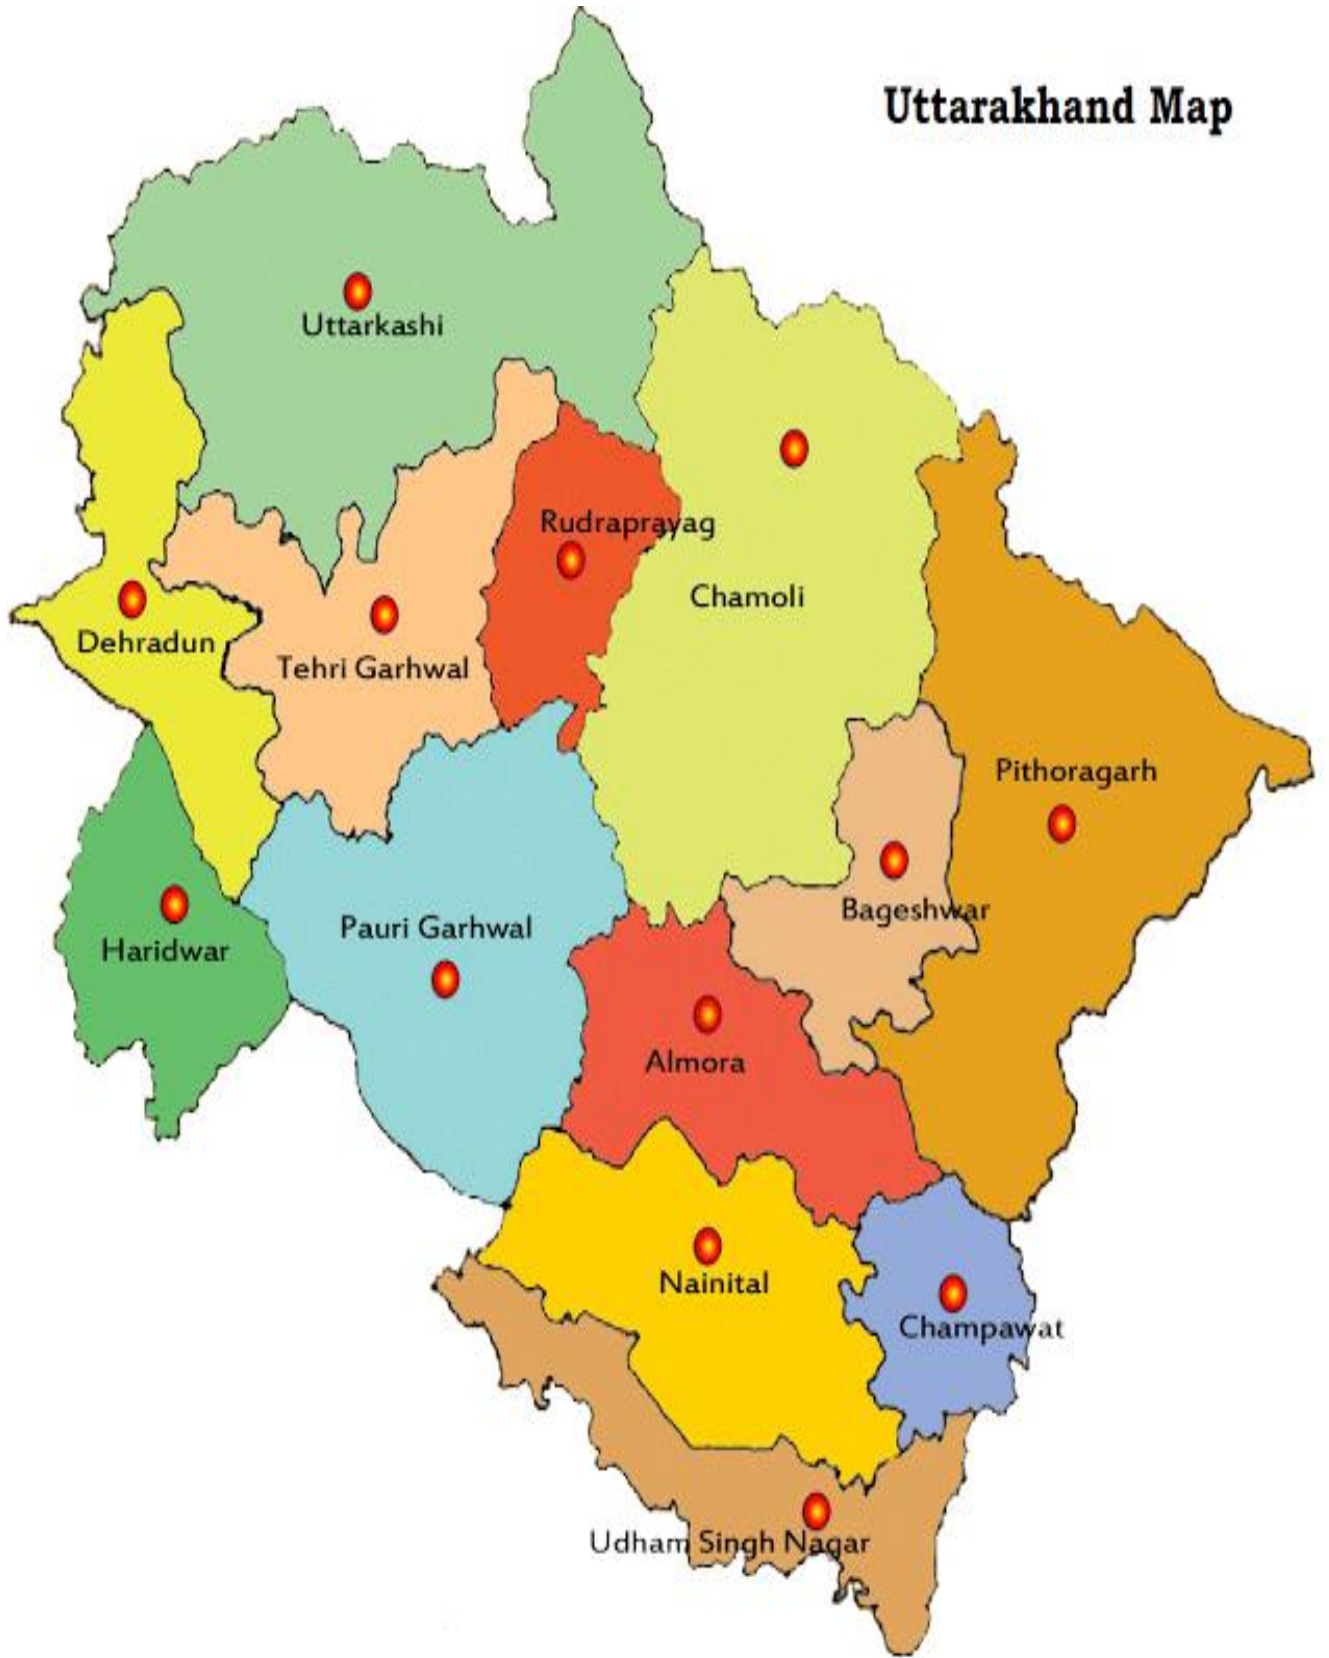 Uttarakhand Map
Uttarkashi
Rudraprayag
Chamoli
Dehradun
Tehri Garhwal
Pithoragarh
Bageshwar
Pauri Garhwal
Haridwar
Almora
Nainital
Champawat
Udham Singh Nagar